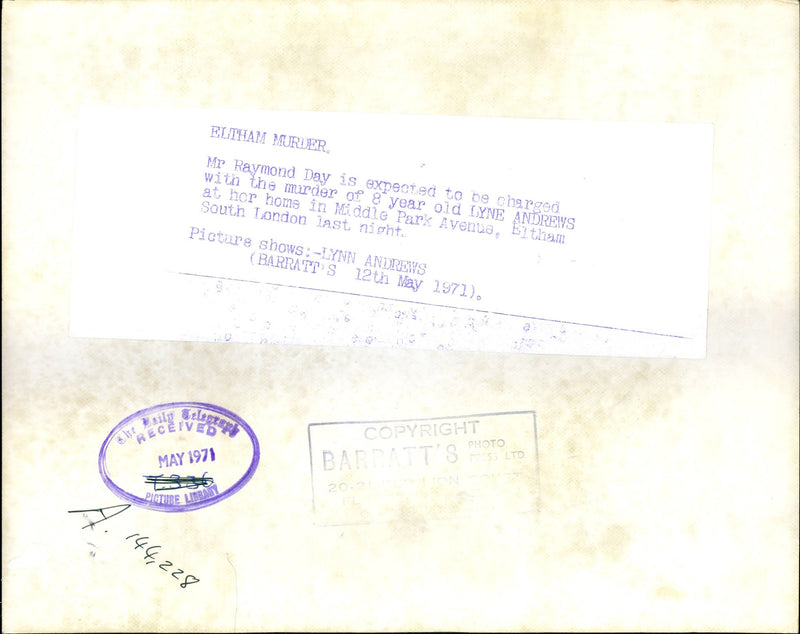 ELTHAM MURDER.
Mr Raymond Day is expected to be charged
with the murder of 8 year old LYNE ANDREWS
at her home in Middle Park Avenue, Eltham
South London last night.
Picture shows:-LYNN ANDREWS
(BARRATT'S 12th May 1971).
The Daily Telegraph
RECEIVED
MAY 1971
T.336
PICTURE LIBRARY
A. 144,228
COPYRIGHT
BARRATT'S PHOTO PRESS LTD